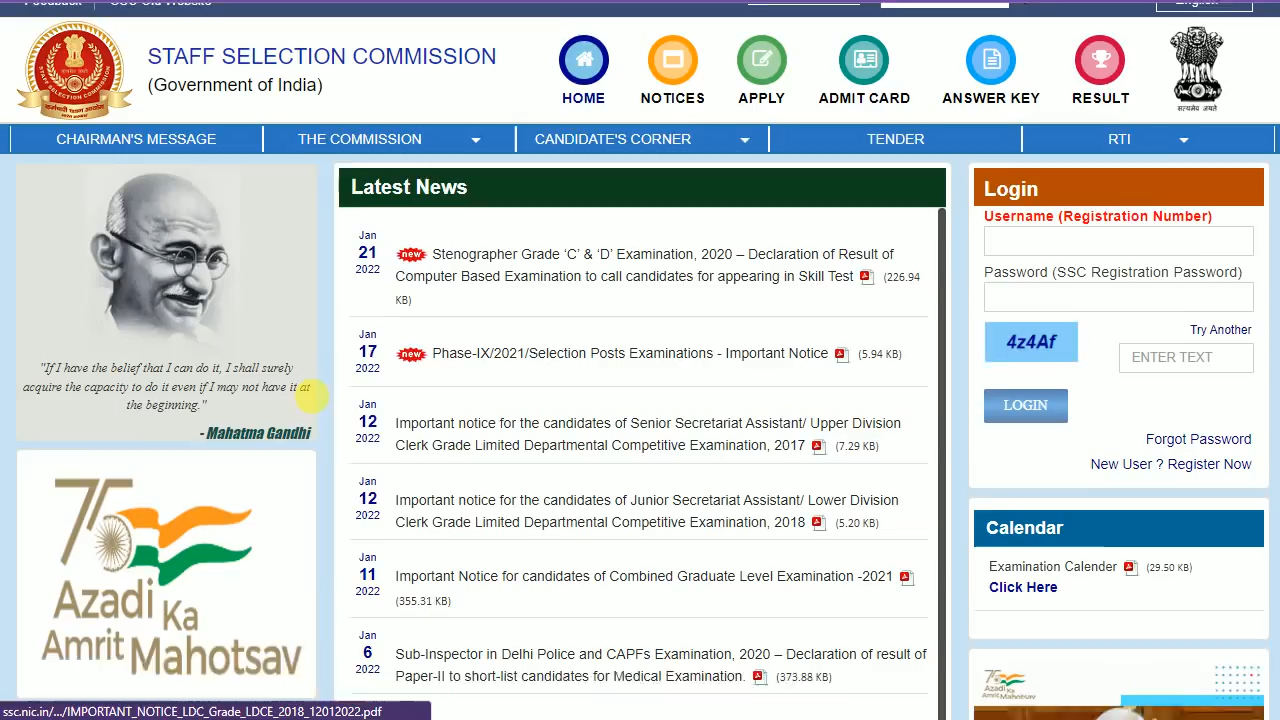 Feedback
SSC Old Website
English
STAFF SELECTION COMMISSION
(Government of India)
HOME
NOTICES
APPLY
ADMIT CARD
ANSWER KEY
RESULT
सत्यमेव जयते
CHAIRMAN'S MESSAGE
THE COMMISSION
CANDIDATE'S CORNER
TENDER
RTI
"If I have the belief that I can do it, I shall surely
acquire the capacity to do it even if I may not have it at
the beginning."
- Mahatma Gandhi
75
Azadi Ka
Amrit Mahotsav
Latest News
Jan
21
2022
new Stenographer Grade ‘C’ & ‘D’ Examination, 2020 – Declaration of Result of
Computer Based Examination to call candidates for appearing in Skill Test (226.94
KB)
Jan
17
2022
new Phase-IX/2021/Selection Posts Examinations - Important Notice (5.94 KB)
Jan
12
2022
Important notice for the candidates of Senior Secretariat Assistant/ Upper Division
Clerk Grade Limited Departmental Competitive Examination, 2017 (7.29 KB)
Jan
12
2022
Important notice for the candidates of Junior Secretariat Assistant/ Lower Division
Clerk Grade Limited Departmental Competitive Examination, 2018 (5.20 KB)
Jan
11
2022
Important Notice for candidates of Combined Graduate Level Examination -2021
(355.31 KB)
Jan
6
2022
Sub-Inspector in Delhi Police and CAPFs Examination, 2020 – Declaration of result of
Paper-II to short-list candidates for Medical Examination. (373.88 KB)
Login
Username (Registration Number)
Password (SSC Registration Password)
4z4Af
Try Another
ENTER TEXT
LOGIN
Forgot Password
New User ? Register Now
Calendar
Examination Calender (29.50 KB)
Click Here
ssc.nic.in/.../IMPORTANT_NOTICE_LDC_Grade_LDCE_2018_12012022.pdf